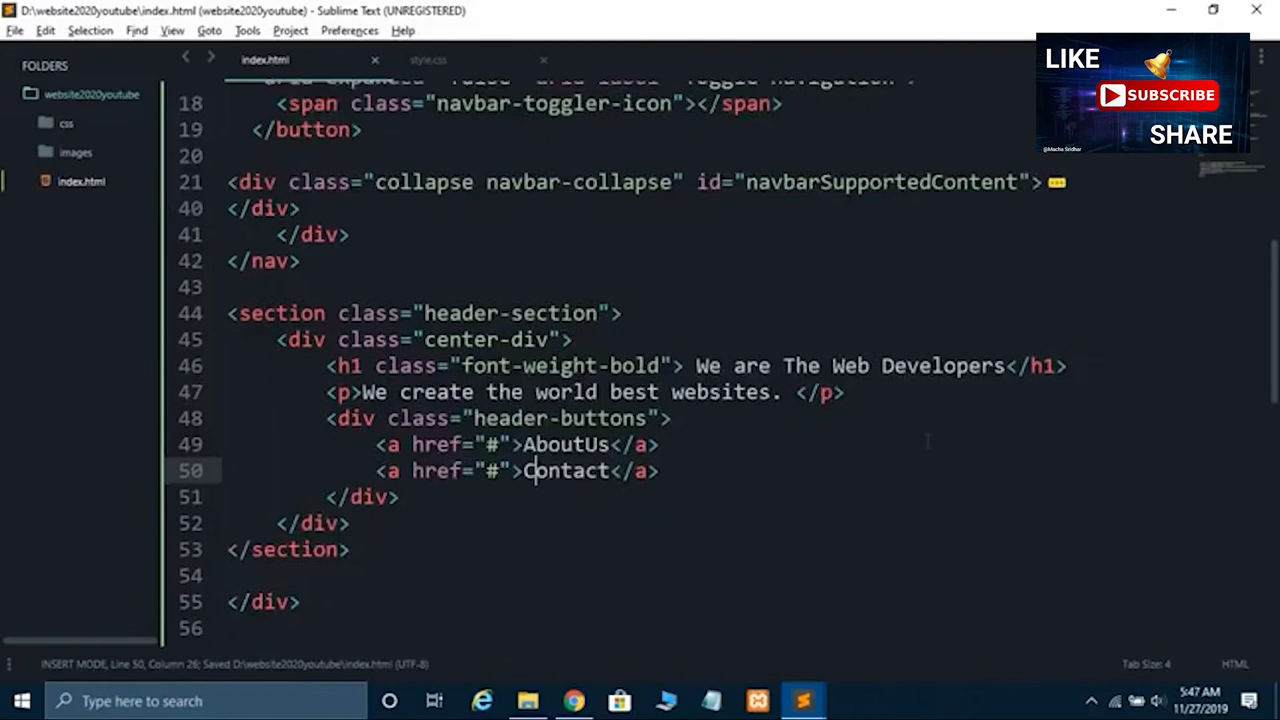 D:\website2020youtube\index.html (website2020youtube) - Sublime Text (UNREGISTERED)
File Edit Selection Find View Goto Tools Project Preferences Help
FOLDERS
website2020youtube
css
images
index.html
index.html
style.css
LIKE
SUBSCRIBE
SHARE
@Macha Sridhar
18 <span class="navbar-toggler-icon"></span>
19 </button>
20
21 <div class="collapse navbar-collapse" id="navbarSupportedContent">
40 </div>
41 </div>
42 </nav>
43
44 <section class="header-section">
45 <div class="center-div">
46 <h1 class="font-weight-bold"> We are The Web Developers</h1>
47 <p>We create the world best websites. </p>
48 <div class="header-buttons">
49 <a href="#">AboutUs</a>
50 <a href="#">Contact</a>
51 </div>
52 </div>
53 </section>
54
55 </div>
56
INSERT MODE, Line 50, Column 26; Saved D:\website2020youtube\index.html (UTF-8)
Tab Size: 4
HTML
Type here to search
5:47 AM
11/27/2019